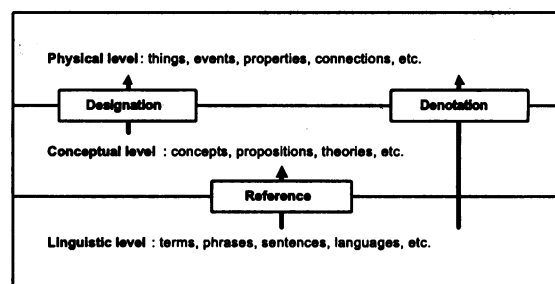 Physical level: things, events, properties, connections, etc.
Designation Denotation
Conceptual level : concepts, propositions, theories, etc.
Reference
Linguistic level : terms, phrases, sentences, languages, etc.